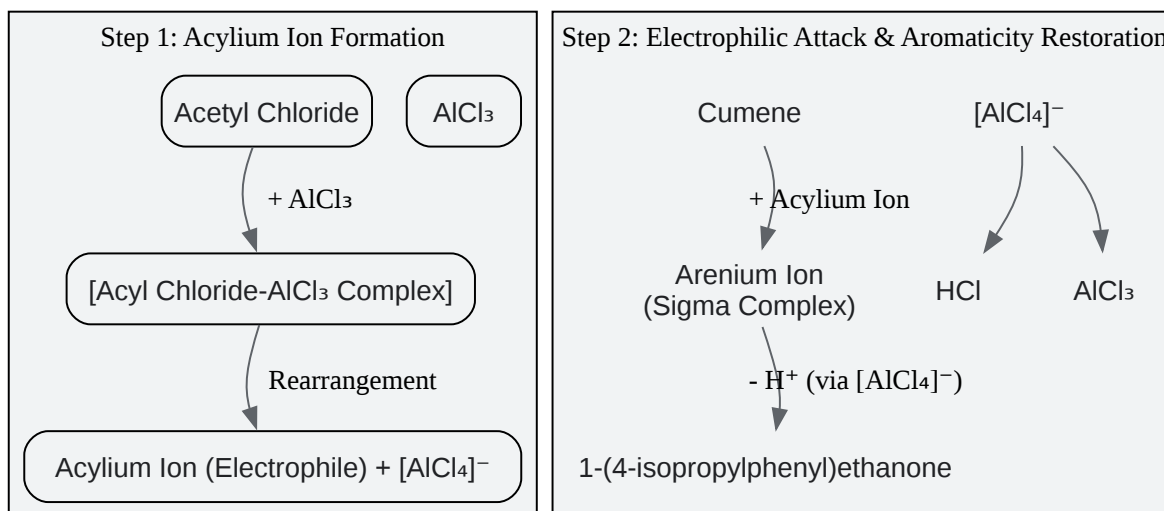 Step 1: Acylium Ion Formation
Acetyl Chloride
AlCl₃
+ AlCl₃
[Acyl Chloride-AlCl₃ Complex]
Rearrangement
Acylium Ion (Electrophile) + [AlCl₄]⁻
Step 2: Electrophilic Attack & Aromaticity Restoration
Cumene
[AlCl₄]⁻
+ Acylium Ion
Arenium Ion
(Sigma Complex)
HCl
AlCl₃
- H⁺ (via [AlCl₄]⁻)
1-(4-isopropylphenyl)ethanone